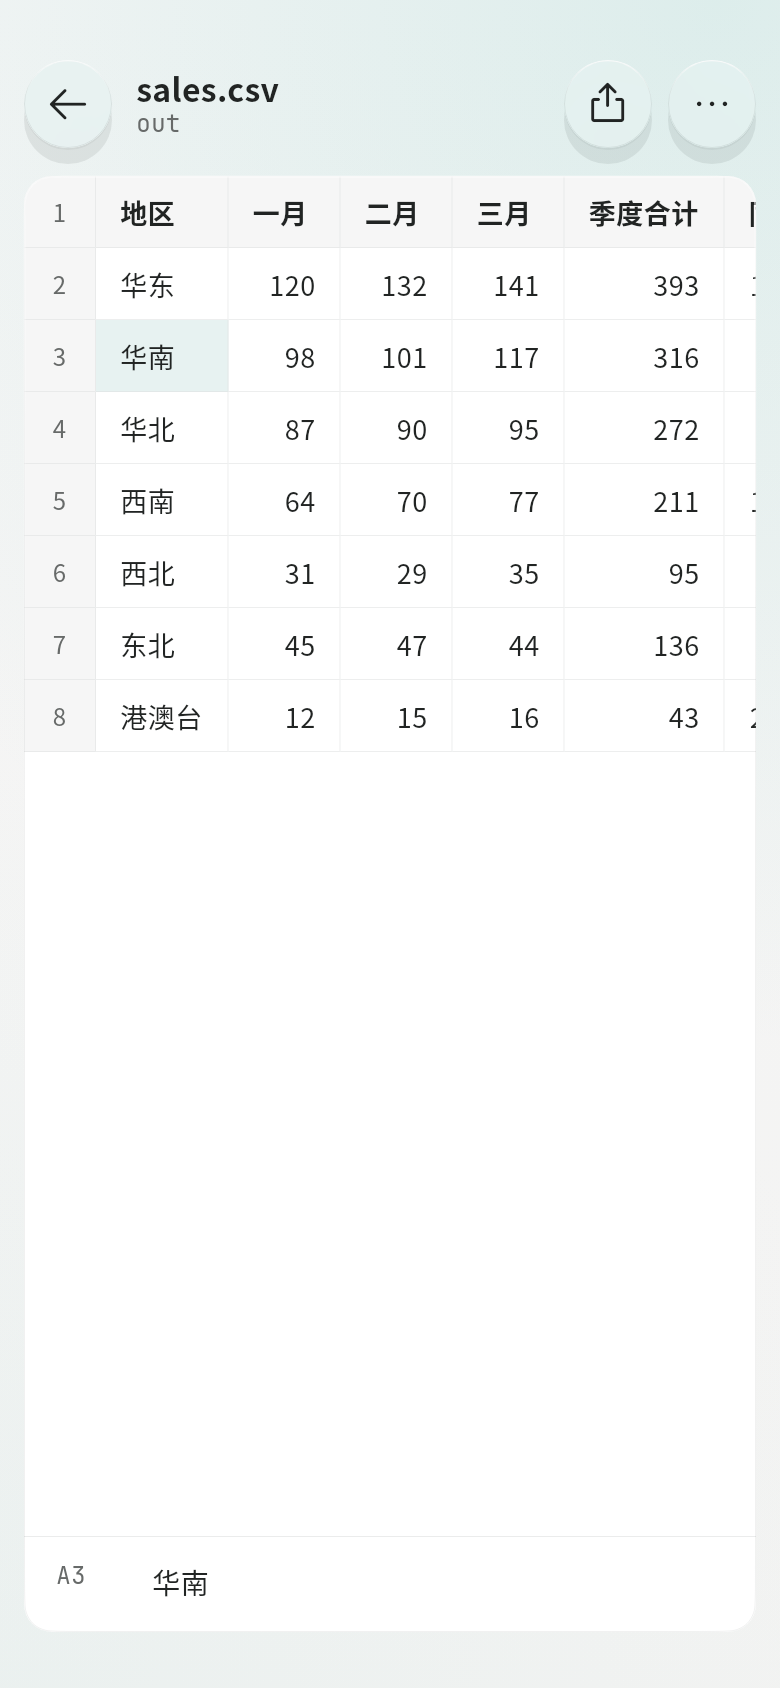 sales.csv
out
1 地区 一月 二月 三月 季度合计
2 华东 120 132 141 393
3 华南 98 101 117 316
4 华北 87 90 95 272
5 西南 64 70 77 211
6 西北 31 29 35 95
7 东北 45 47 44 136
8 港澳台 12 15 16 43
A3 华南